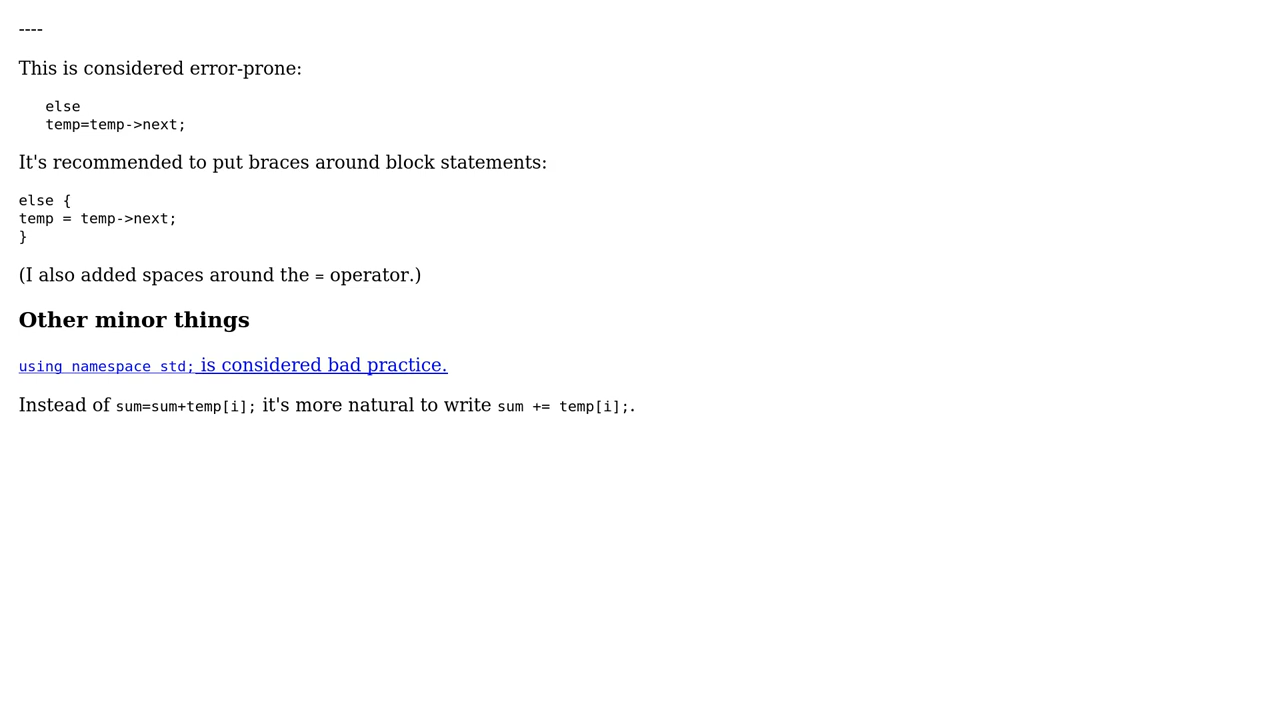 ----
This is considered error-prone:
   else
   temp=temp->next;
It's recommended to put braces around block statements:
else {
temp = temp->next;
}
(I also added spaces around the = operator.)
Other minor things
using namespace std; is considered bad practice.
Instead of sum=sum+temp[i]; it's more natural to write sum += temp[i];.